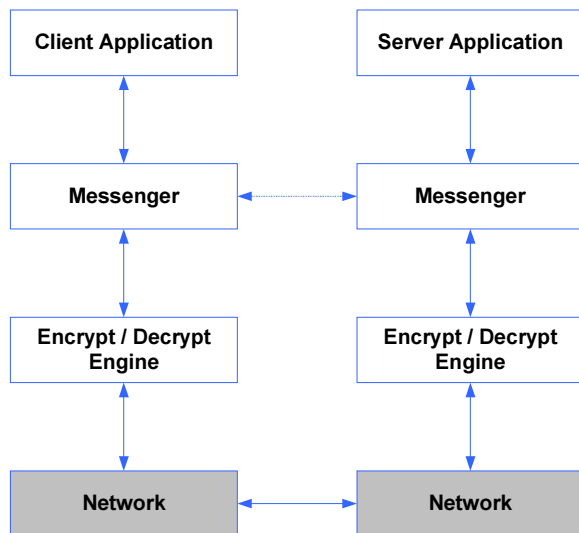 Client Application
Server Application
Messenger
Messenger
Encrypt / Decrypt
Engine
Encrypt / Decrypt
Engine
Network
Network